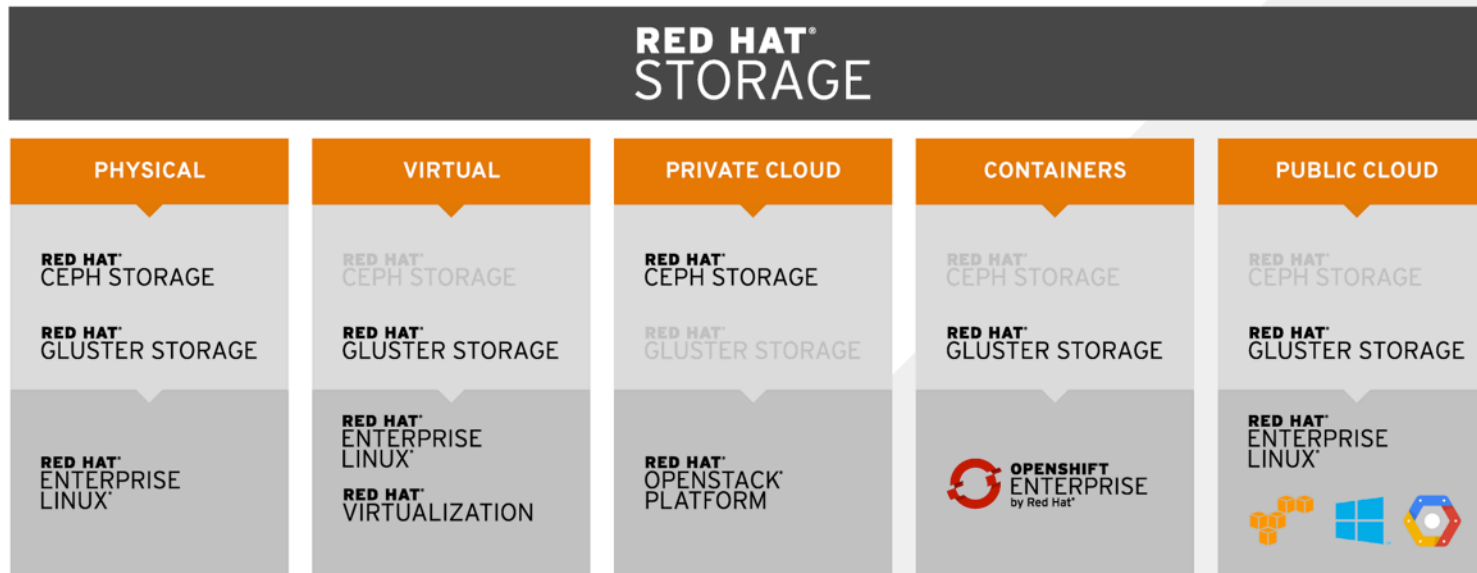 RED HAT®
STORAGE
PHYSICAL
RED HAT®
CEPH STORAGE
RED HAT®
GLUSTER STORAGE
RED HAT®
ENTERPRISE
LINUX®
VIRTUAL
RED HAT®
CEPH STORAGE
RED HAT®
GLUSTER STORAGE
RED HAT®
ENTERPRISE
LINUX®
RED HAT®
VIRTUALIZATION
PRIVATE CLOUD
RED HAT®
CEPH STORAGE
RED HAT®
GLUSTER STORAGE
RED HAT®
OPENSTACK®
PLATFORM
CONTAINERS
RED HAT®
CEPH STORAGE
RED HAT®
GLUSTER STORAGE
OPENSHIFT
ENTERPRISE
by Red Hat®
PUBLIC CLOUD
RED HAT®
CEPH STORAGE
RED HAT®
GLUSTER STORAGE
RED HAT®
ENTERPRISE
LINUX®